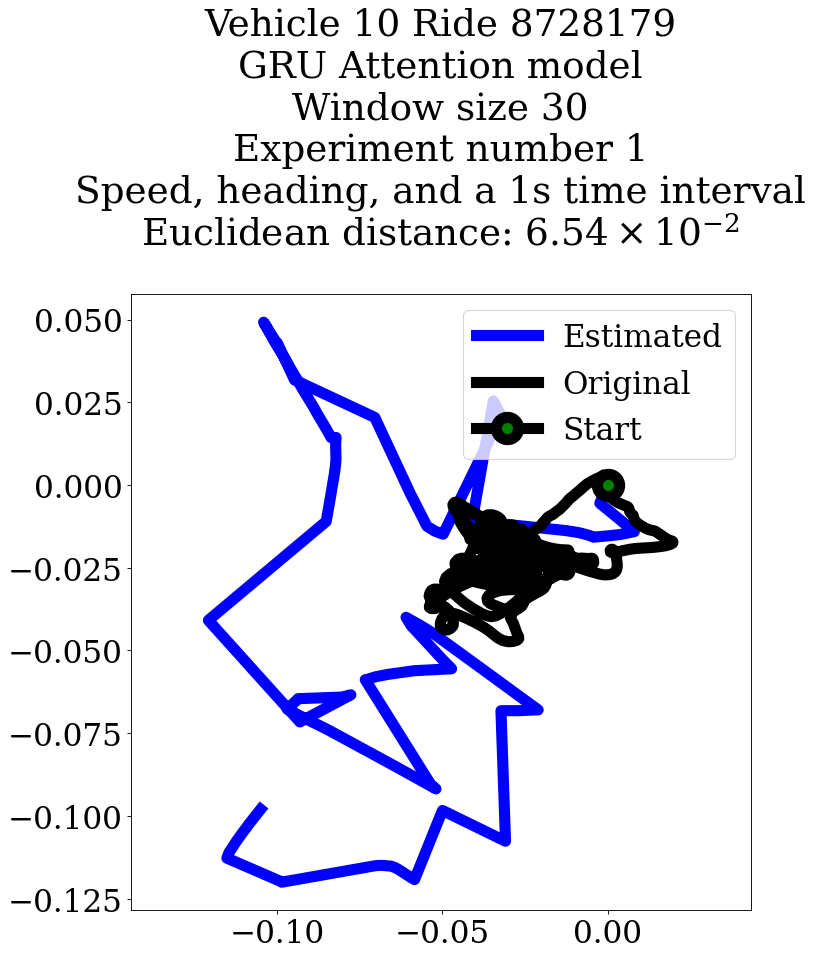 Vehicle 10 Ride 8728179
GRU Attention model
Window size 30
Experiment number 1
Speed, heading, and a 1s time interval
Euclidean distance: 6.54 × 10⁻²
Estimated
Original
Start
0.050
0.025
0.000
−0.025
−0.050
−0.075
−0.100
−0.125
−0.10 −0.05 0.00